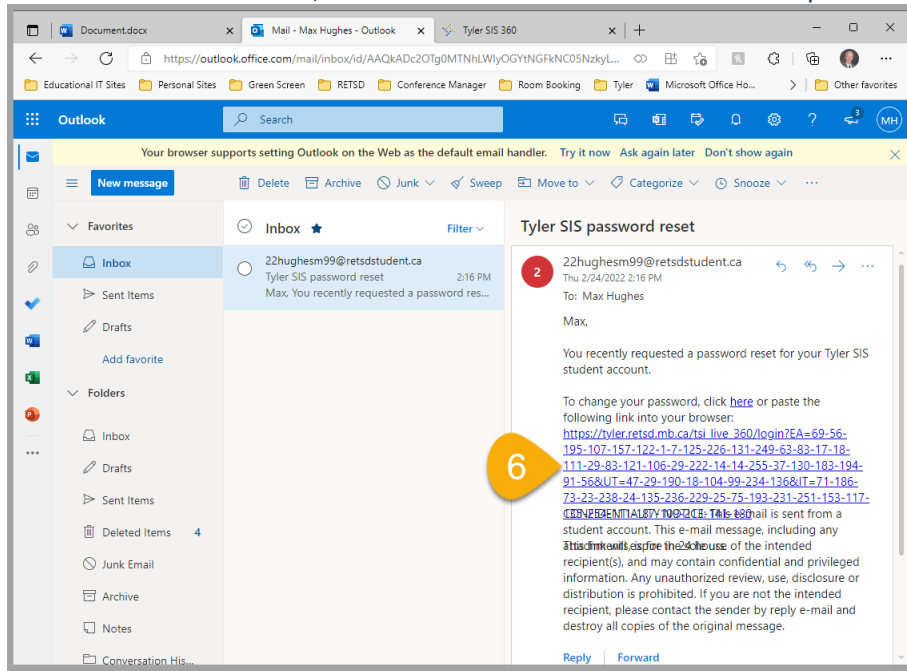 Document.docx
Mail - Max Hughes - Outlook
Tyler SIS 360
https://outlook.office.com/mail/inbox/id/AAQkADc2OTg0MTNhLWIyOGYtNGFkNC05NzkyL...
Educational IT Sites
Personal Sites
Green Screen
RETSD
Conference Manager
Room Booking
Tyler
Microsoft Office Ho...
Other favorites
Outlook
Search
3
MH
Your browser supports setting Outlook on the Web as the default email handler. Try it now Ask again later Don't show again
New message
Delete
Archive
Junk
Sweep
Move to
Categorize
Snooze
Favorites
Inbox
Sent Items
Drafts
Add favorite
Folders
Inbox
Drafts
Sent Items
Deleted Items 4
Junk Email
Archive
Notes
Conversation His...
Inbox
Filter
22hughesm99@retsdstudent.ca
Tyler SIS password reset 2:16 PM
Max, You recently requested a password res...
Tyler SIS password reset
2
22hughesm99@retsdstudent.ca
Thu 2/24/2022 2:16 PM
To: Max Hughes
Max,
You recently requested a password reset for your Tyler SIS
student account.
To change your password, click here or paste the
following link into your browser:
https://tyler.retsd.mb.ca/tsi_live_360/login?EA=69-56-
195-107-157-122-1-7-125-226-131-249-63-83-17-18-
111-29-83-121-106-29-222-14-14-255-37-130-183-194-
91-56&UT=47-29-190-18-104-99-234-136&IT=71-186-
73-23-238-24-135-236-229-25-75-193-231-251-153-117-
This e-mail is sent from a
student account. This e-mail message, including any
of the intended
recipient(s), and may contain confidential and privileged
information. Any unauthorized review, use, disclosure or
distribution is prohibited. If you are not the intended
recipient, please contact the sender by reply e-mail and
destroy all copies of the original message.
Reply
Forward
6